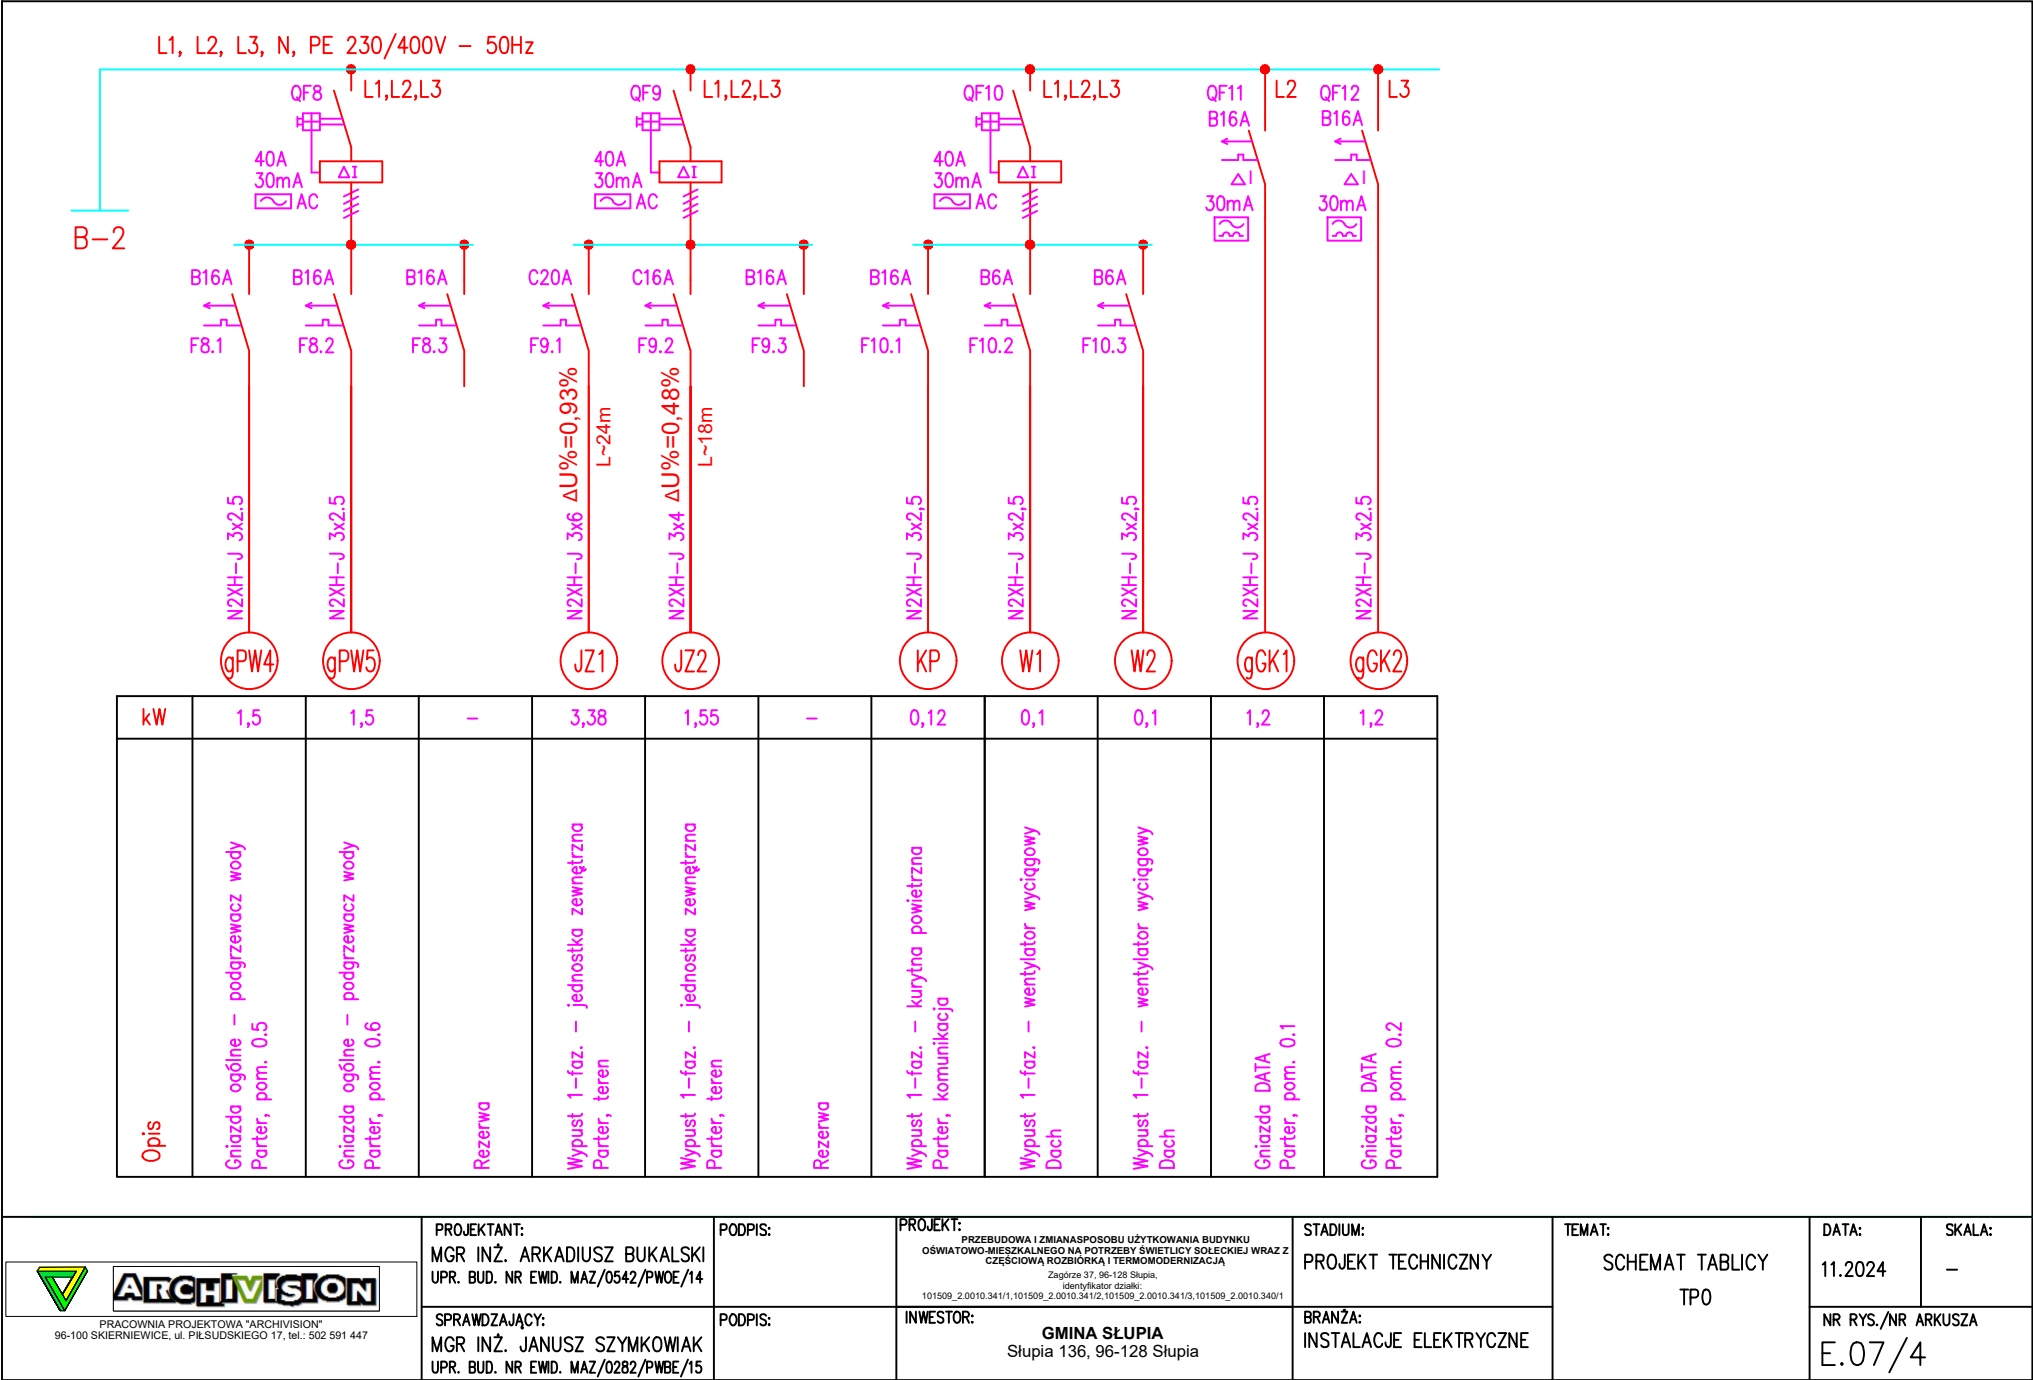 L1, L2, L3, N, PE 230/400V – 50Hz
QF8 L1,L2,L3
QF9 L1,L2,L3
QF10 L1,L2,L3
QF11 L2
QF12 L3
B16A
B16A
40A
30mA
AC
ΔI
40A
30mA
AC
ΔI
40A
30mA
AC
ΔI
ΔI
30mA
ΔI
30mA
B–2
B16A
B16A
B16A
C20A
C16A
B16A
B16A
B6A
B6A
F8.1
F8.2
F8.3
F9.1
F9.2
F9.3
F10.1
F10.2
F10.3
N2XH–J 3x2.5
N2XH–J 3x2.5
N2XH–J 3x6 ΔU%=0,93%
L~24m
N2XH–J 3x4 ΔU%=0,48%
L~18m
N2XH–J 3x2,5
N2XH–J 3x2,5
N2XH–J 3x2,5
N2XH–J 3x2.5
N2XH–J 3x2.5
gPW4
gPW5
JZ1
JZ2
KP
W1
W2
gGK1
gGK2
kW 1,5 1,5 – 3,38 1,55 – 0,12 0,1 0,1 1,2 1,2
Opis
Gniazda ogólne – podgrzewacz wody
Parter, pom. 0.5
Gniazda ogólne – podgrzewacz wody
Parter, pom. 0.6
Rezerwa
Wypust 1–faz. – jednostka zewnętrzna
Parter, teren
Wypust 1–faz. – jednostka zewnętrzna
Parter, teren
Rezerwa
Wypust 1–faz. – kurytna powietrzna
Parter, komunikacja
Wypust 1–faz. – wentylator wyciągowy
Dach
Wypust 1–faz. – wentylator wyciągowy
Dach
Gniazda DATA
Parter, pom. 0.1
Gniazda DATA
Parter, pom. 0.2
ARCHIVISION
PRACOWNIA PROJEKTOWA "ARCHIVISION"
96-100 SKIERNIEWICE, ul. PIŁSUDSKIEGO 17, tel.: 502 591 447
PROJEKTANT:
MGR INŻ. ARKADIUSZ BUKALSKI
UPR. BUD. NR EWID. MAZ/0542/PWOE/14
PODPIS:
SPRAWDZAJĄCY:
MGR INŻ. JANUSZ SZYMKOWIAK
UPR. BUD. NR EWID. MAZ/0282/PWBE/15
PODPIS:
PROJEKT:
PRZEBUDOWA I ZMIANASPOSOBU UŻYTKOWANIA BUDYNKU
OŚWIATOWO-MIESZKALNEGO NA POTRZEBY ŚWIETLICY SOŁECKIEJ WRAZ Z
CZĘŚCIOWĄ ROZBIÓRKĄ I TERMOMODERNIZACJĄ
Zagórze 37, 96-128 Słupia,
identyfikator działki:
101509_2.0010.341/1,101509_2.0010.341/2,101509_2.0010.341/3,101509_2.0010.340/1
INWESTOR:
GMINA SŁUPIA
Słupia 136, 96-128 Słupia
STADIUM:
PROJEKT TECHNICZNY
BRANŻA:
INSTALACJE ELEKTRYCZNE
TEMAT:
SCHEMAT TABLICY
TP0
DATA:
11.2024
SKALA:
–
NR RYS./NR ARKUSZA
E.07/4